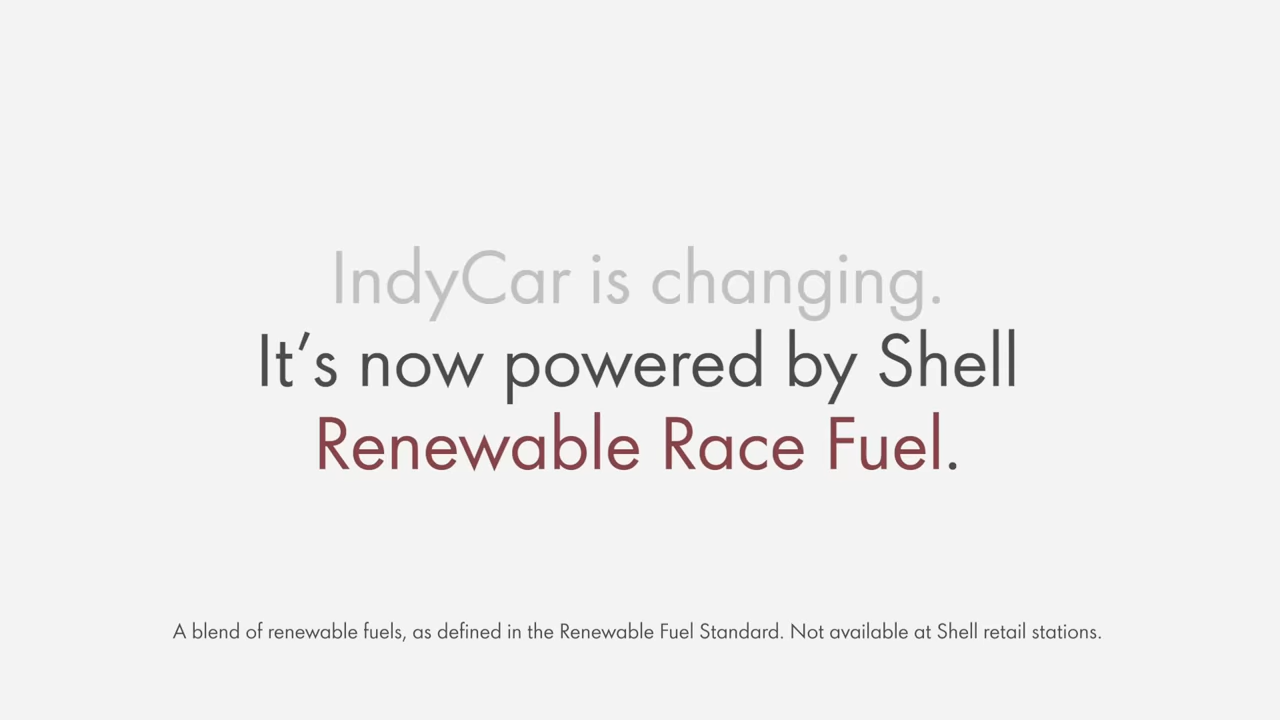 IndyCar is changing.
It’s now powered by Shell
Renewable Race Fuel.
A blend of renewable fuels, as defined in the Renewable Fuel Standard. Not available at Shell retail stations.